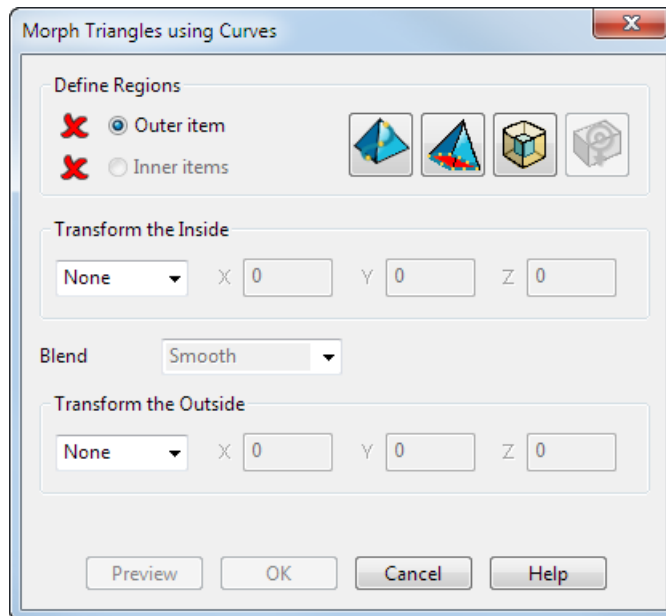 Morph Triangles using Curves
Define Regions
Outer item
Inner items
Transform the Inside
None X 0 Y 0 Z 0
Blend Smooth
Transform the Outside
None X 0 Y 0 Z 0
Preview OK Cancel Help